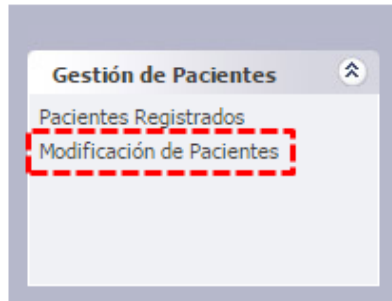 Gestión de Pacientes
Pacientes Registrados
Modificación de Pacientes